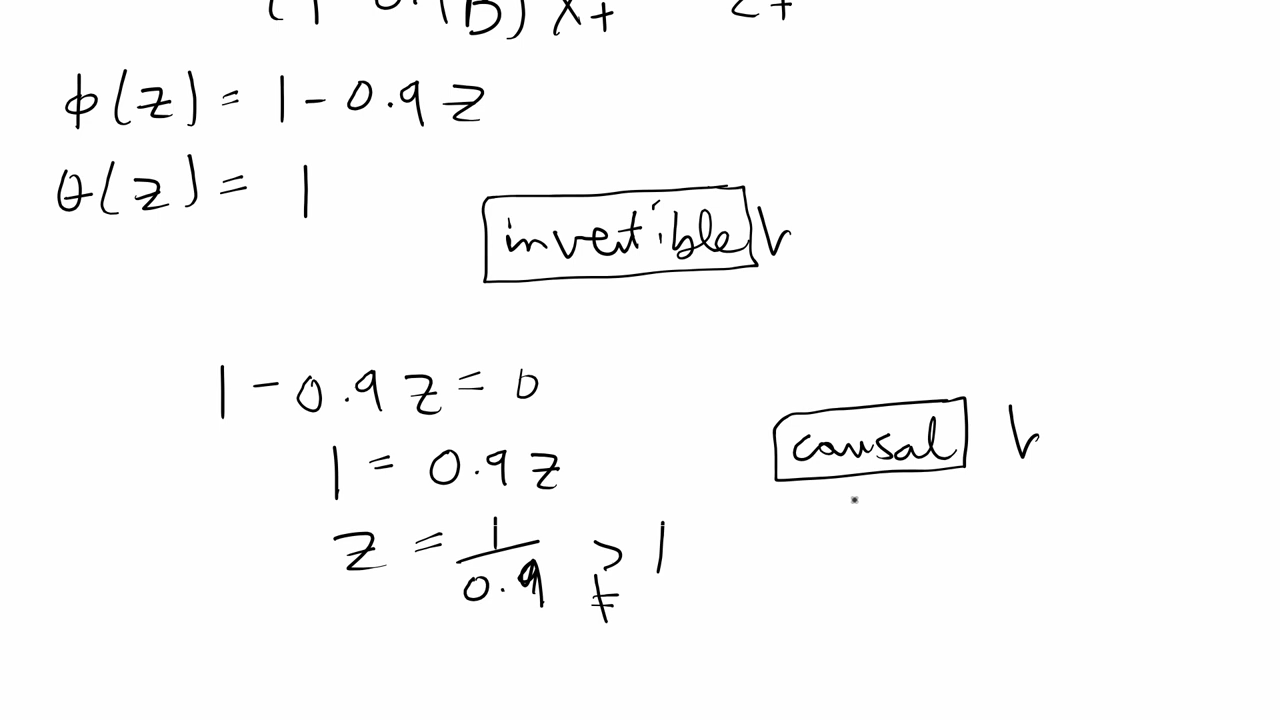 ϕ(z) = 1 - 0.9 z
θ(z) = 1
invertible
1 - 0.9 z = 0
causal
1 = 0.9 z
z = 1/0.9 > 1
≠